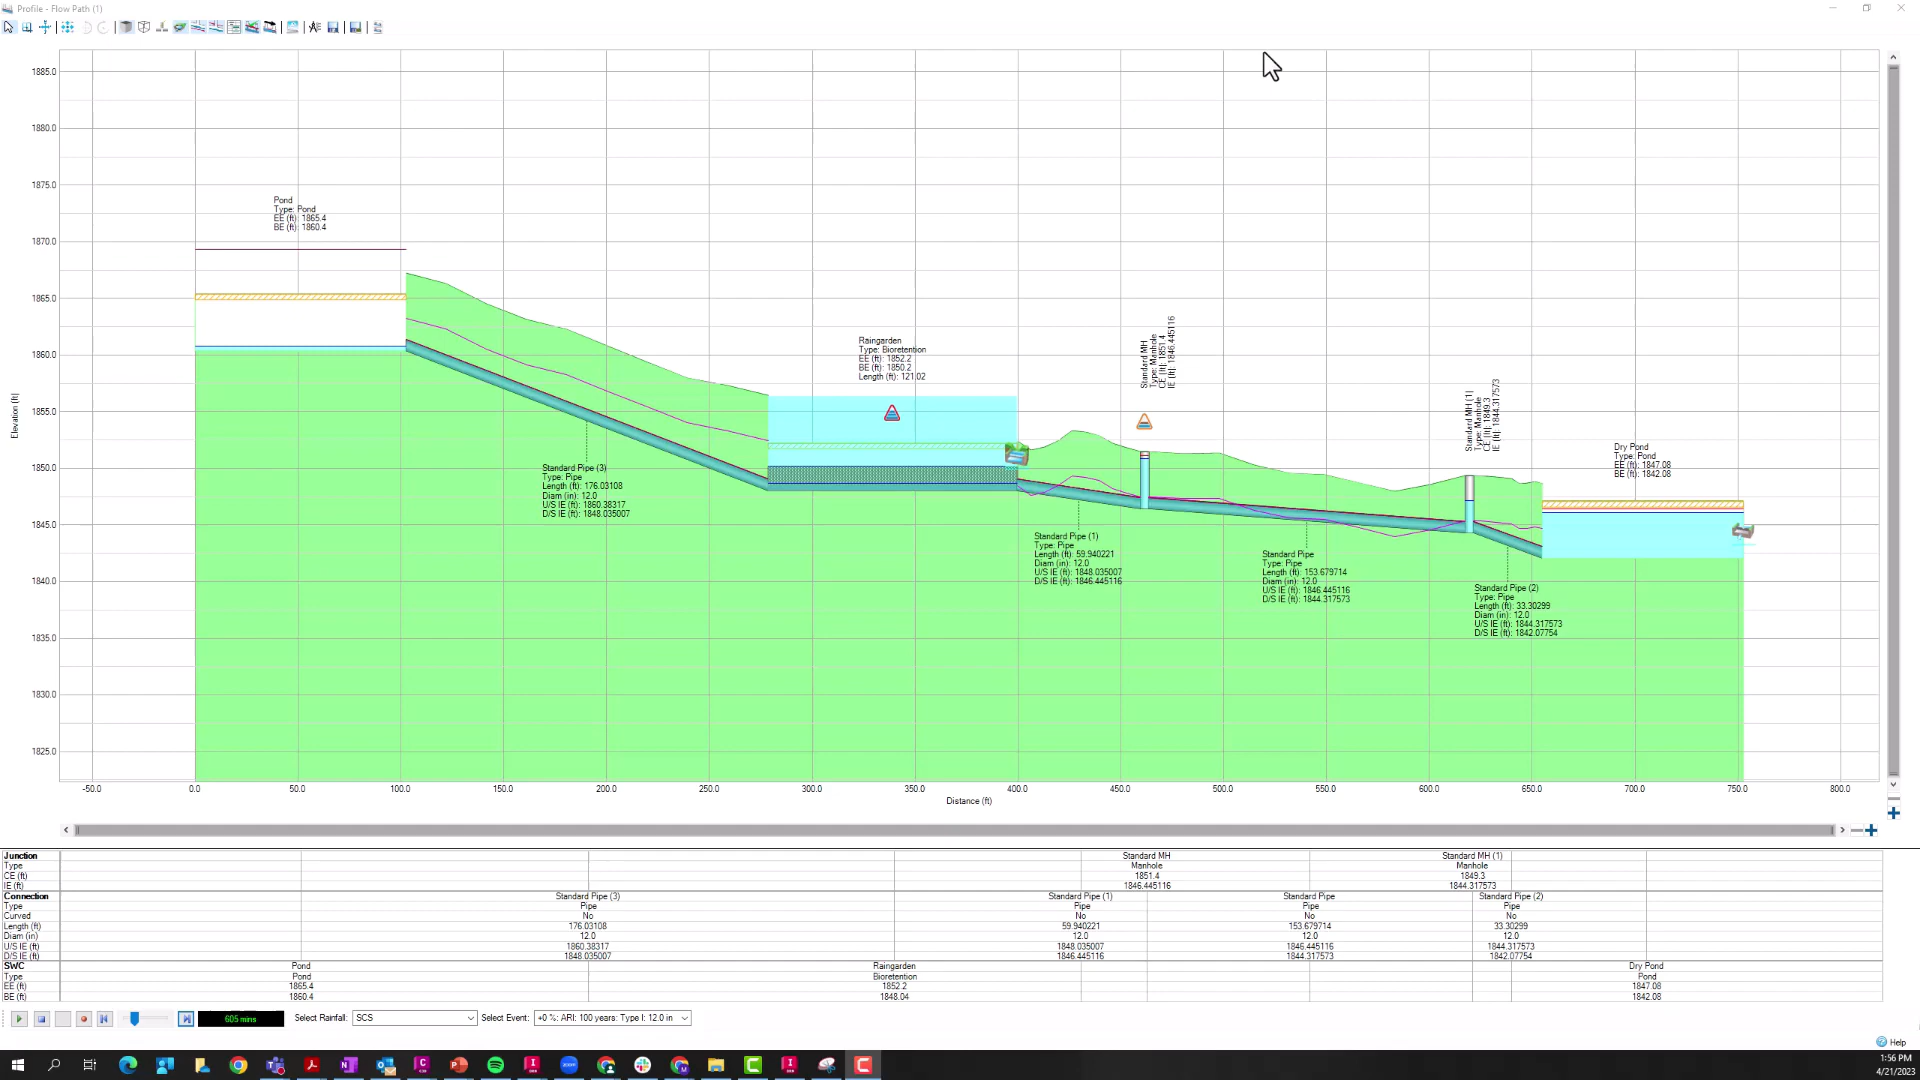 Profile - Flow Path (1)
1885.0
1880.0
1875.0
1870.0
1865.0
1860.0
1855.0
1850.0
1845.0
1840.0
1835.0
1830.0
1825.0
Elevation (ft)
Pond
Type: Pond
EE (ft): 1865.4
BE (ft): 1860.4
Standard Pipe (3)
Type: Pipe
Length (ft): 176.03108
Diam (in): 12.0
U/S IE (ft): 1860.38317
D/S IE (ft): 1848.035007
Raingarden
Type: Bioretention
EE (ft): 1852.2
BE (ft): 1850.2
Length (ft): 121.02
Standard Pipe (1)
Type: Pipe
Length (ft): 59.940221
Diam (in): 12.0
U/S IE (ft): 1848.035007
D/S IE (ft): 1846.445116
Standard MH
Type: Manhole
CE (ft): 1851.4
IE (ft): 1846.445116
Standard Pipe
Type: Pipe
Length (ft): 153.679714
Diam (in): 12.0
U/S IE (ft): 1846.445116
D/S IE (ft): 1844.317573
Standard MH (1)
Type: Manhole
CE (ft): 1849.3
IE (ft): 1844.317573
Standard Pipe (2)
Type: Pipe
Length (ft): 33.30299
Diam (in): 12.0
U/S IE (ft): 1844.317573
D/S IE (ft): 1842.07754
Dry Pond
Type: Pond
EE (ft): 1847.08
BE (ft): 1842.08
-50.0 0.0 50.0 100.0 150.0 200.0 250.0 300.0 350.0 400.0 450.0 500.0 550.0 600.0 650.0 700.0 750.0 800.0
Distance (ft)
Junction Standard MH Standard MH (1)
Type Manhole Manhole
CE (ft) 1851.4 1849.3
IE (ft) 1846.445116 1844.317573
Connection Standard Pipe (3) Standard Pipe (1) Standard Pipe Standard Pipe (2)
Type Pipe Pipe Pipe Pipe
Curved No No No No
Length (ft) 176.03108 59.940221 153.679714 33.30299
Diam (in) 12.0 12.0 12.0 12.0
U/S IE (ft) 1860.38317 1848.035007 1846.445116 1844.317573
D/S IE (ft) 1848.035007 1846.445116 1844.317573 1842.07754
SWC Pond Raingarden Dry Pond
Type Pond Bioretention Pond
EE (ft) 1865.4 1852.2 1847.08
BE (ft) 1860.4 1848.04 1842.08
605 mins Select Rainfall: SCS Select Event: +0 %: ARI: 100 years: Type I: 12.0 in
Help
1:56 PM
4/21/2023